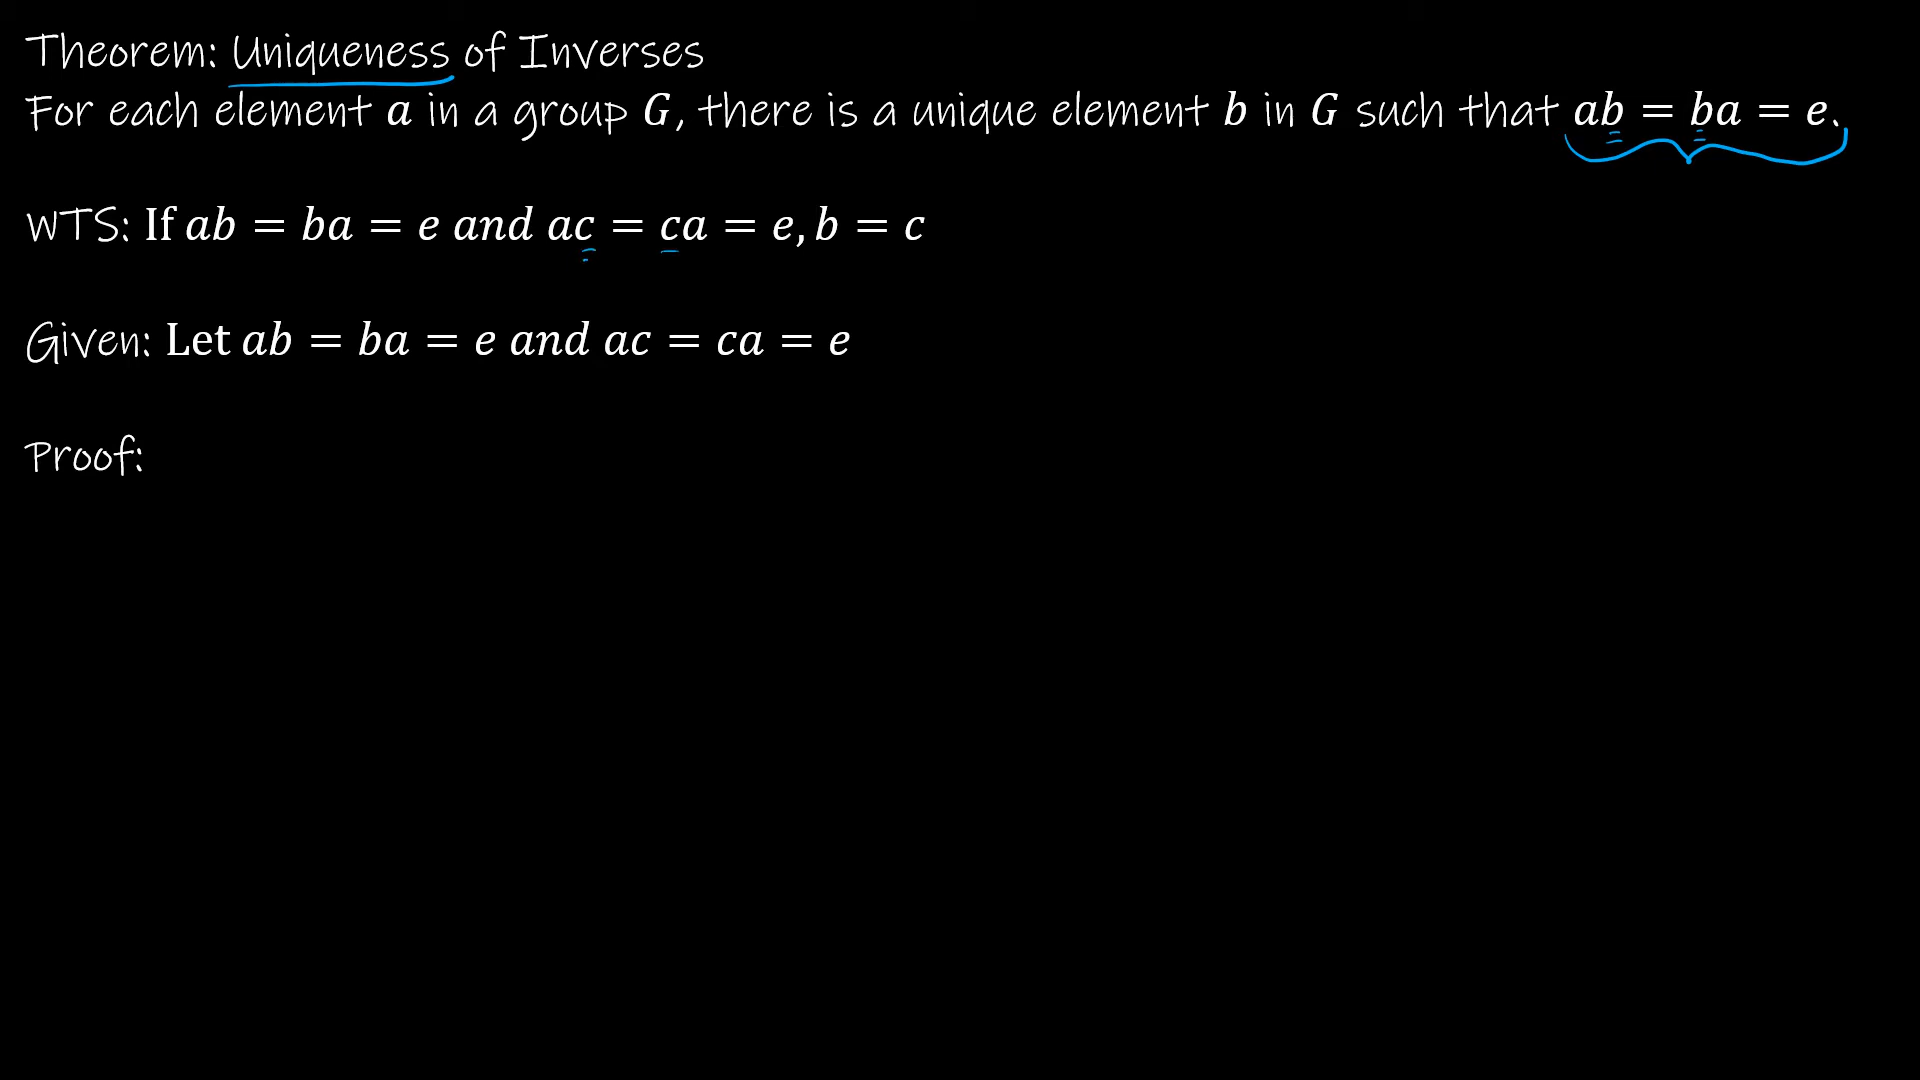 Theorem: Uniqueness of Inverses
For each element a in a group G, there is a unique element b in G such that ab = ba = e.
WTS: If ab = ba = e and ac = ca = e, b = c
Given: Let ab = ba = e and ac = ca = e
Proof: